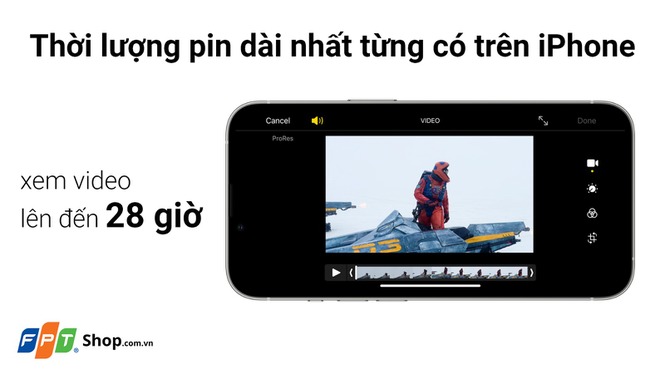 Thời lượng pin dài nhất từng có trên iPhone
Cancel
VIDEO
Done
ProRes
xem video
lên đến 28 giờ
53
FPT® Shop.com.vn